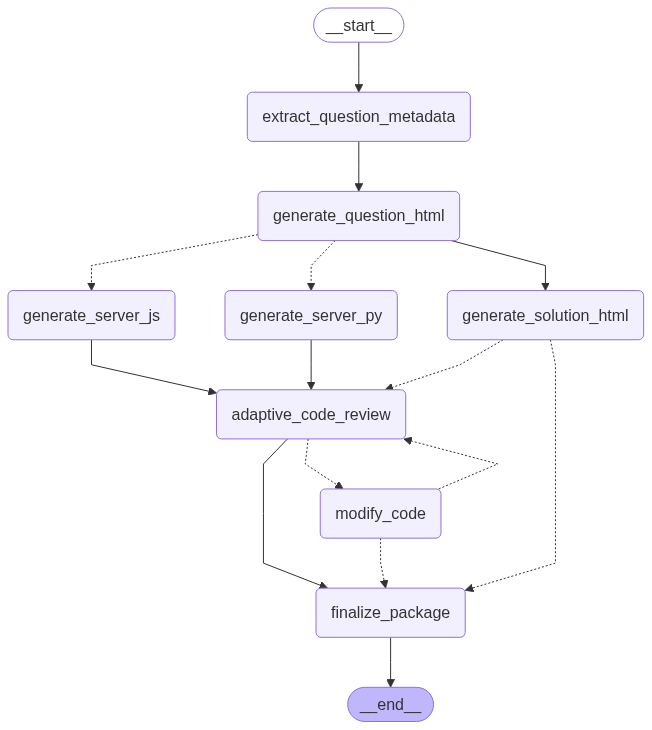 __start__
extract_question_metadata
generate_question_html
generate_server_js
generate_server_py
generate_solution_html
adaptive_code_review
modify_code
finalize_package
__end__